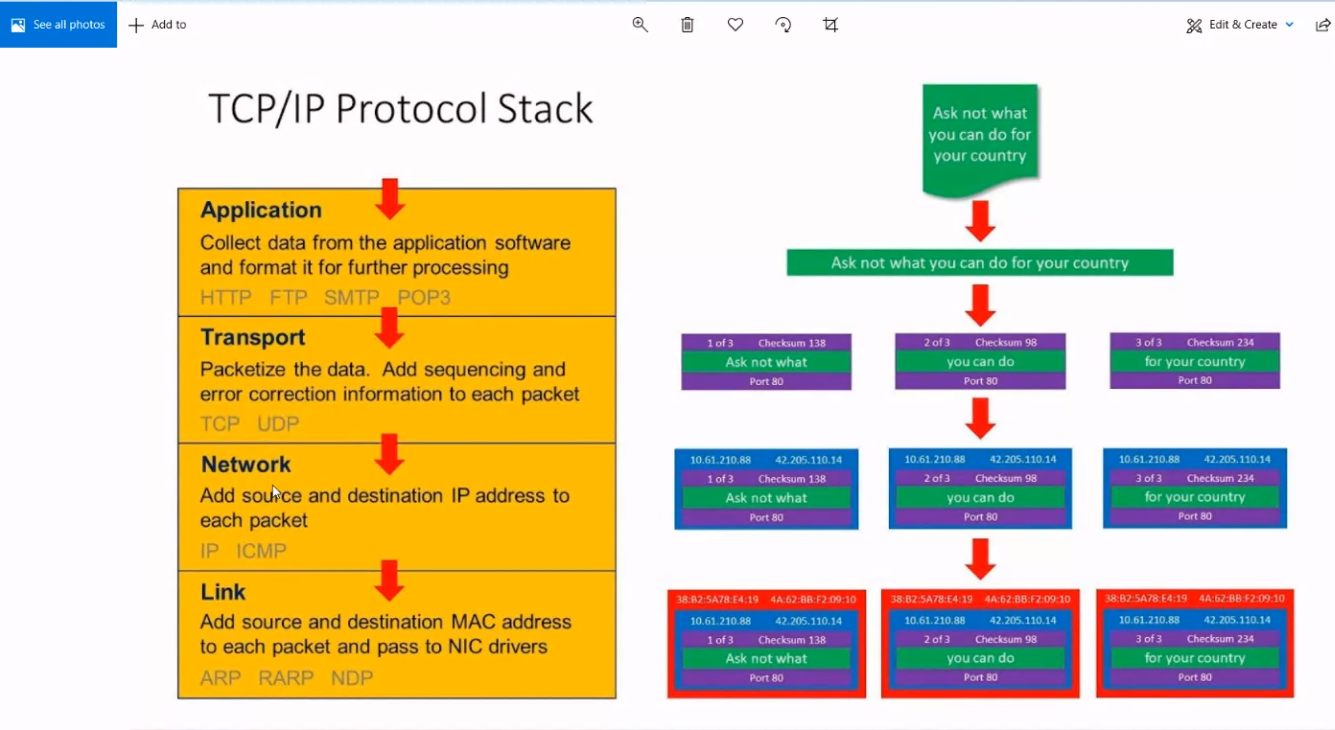 See all photos
Add to
Edit & Create
TCP/IP Protocol Stack
Application
Collect data from the application software
and format it for further processing
HTTP FTP SMTP POP3
Transport
Packetize the data. Add sequencing and
error correction information to each packet
TCP UDP
Network
Add source and destination IP address to
each packet
IP ICMP
Link
Add source and destination MAC address
to each packet and pass to NIC drivers
ARP RARP NDP
Ask not what
you can do for
your country
Ask not what you can do for your country
1 of 3 Checksum 138
Ask not what
Port 80
2 of 3 Checksum 98
you can do
Port 80
3 of 3 Checksum 234
for your country
Port 80
10.61.210.88 42.205.110.14
1 of 3 Checksum 138
Ask not what
Port 80
10.61.210.88 42.205.110.14
2 of 3 Checksum 98
you can do
Port 80
10.61.210.88 42.205.110.14
3 of 3 Checksum 234
for your country
Port 80
38:B2:5A78:E4:19 4A:62:BB:F2:09:10
10.61.210.88 42.205.110.14
1 of 3 Checksum 138
Ask not what
Port 80
38:B2:5A78:E4:19 4A:62:BB:F2:09:10
10.61.210.88 42.205.110.14
2 of 3 Checksum 98
you can do
Port 80
38:B2:5A78:E4:19 4A:62:BB:F2:09:10
10.61.210.88 42.205.110.14
3 of 3 Checksum 234
for your country
Port 80